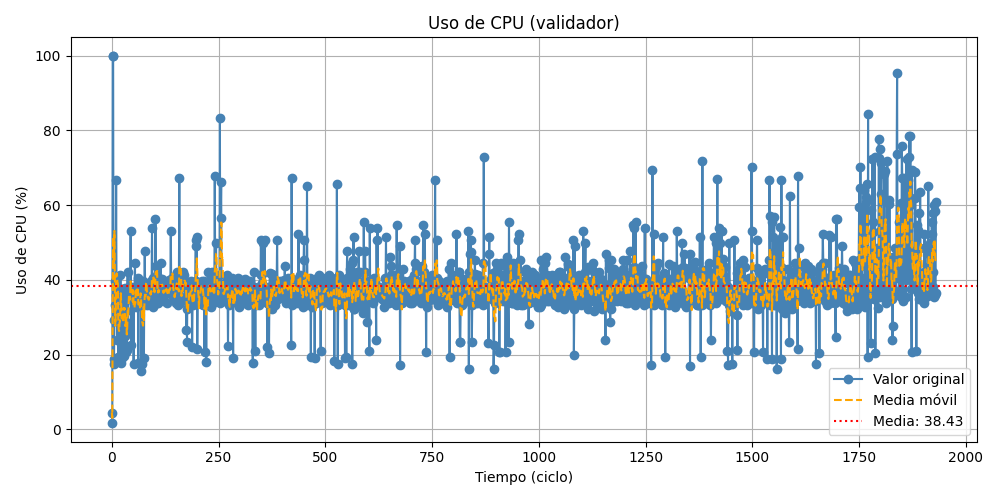 Uso de CPU (validador)
100
80
60
40
20
0
Uso de CPU (%)
0 250 500 750 1000 1250 1500 1750 2000
Tiempo (ciclo)
Valor original
Media móvil
Media: 38.43